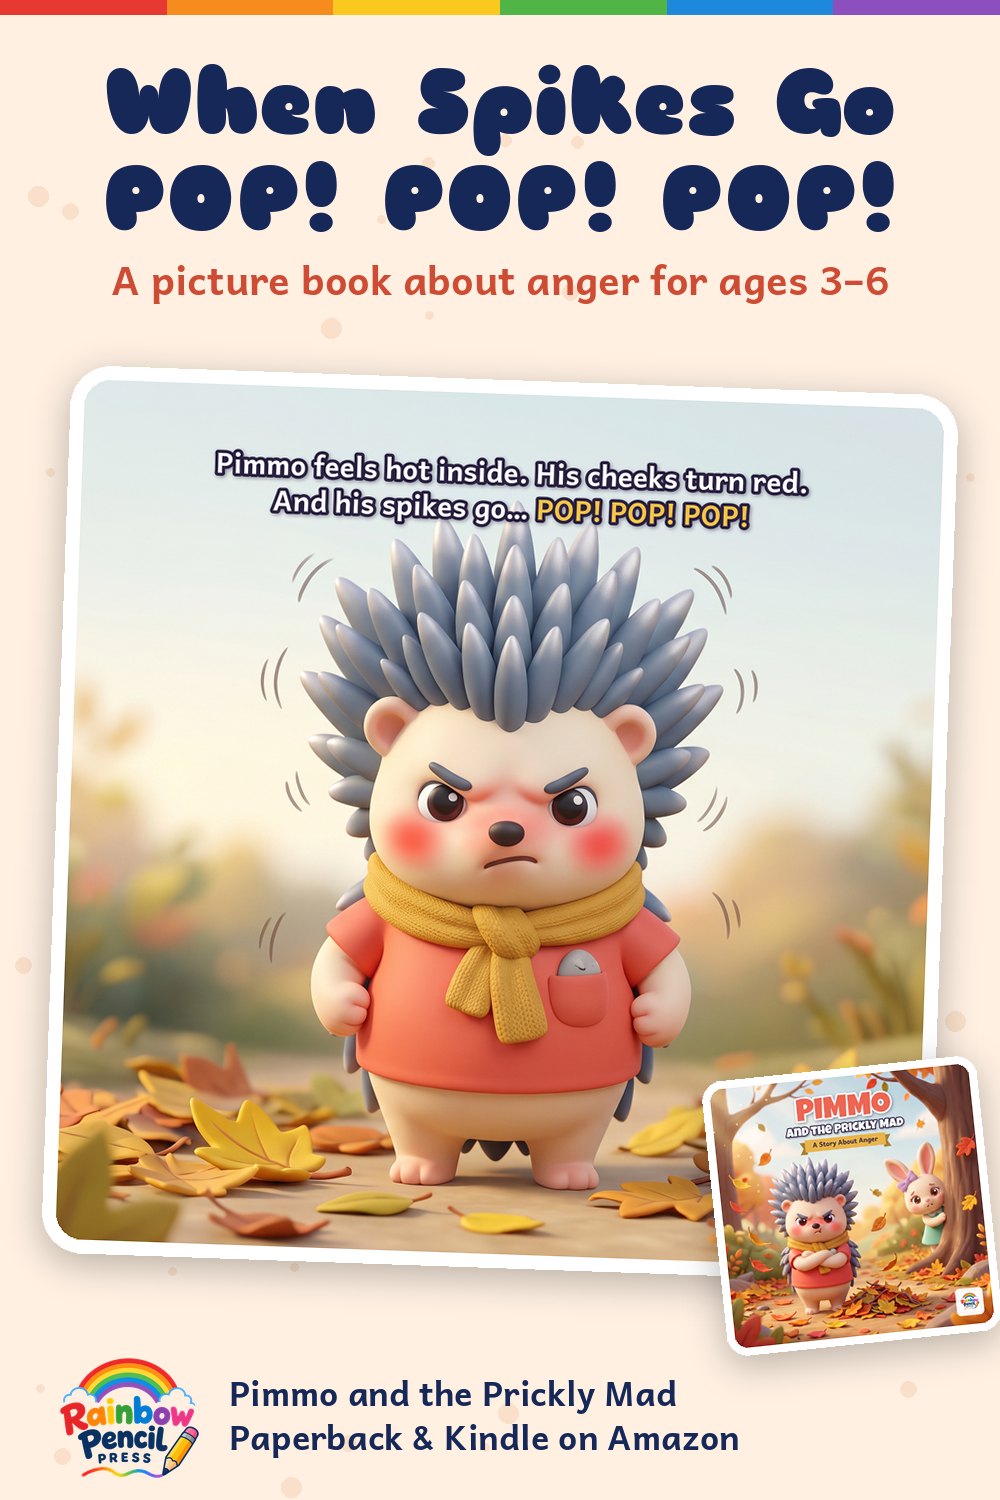 When Spikes Go
POP! POP! POP!
A picture book about anger for ages 3–6
Pimmo feels hot inside. His cheeks turn red.
And his spikes go... POP! POP! POP!
PIMMO
AND THE PRICKLY MAD
A Story About Anger
Rainbow
Pencil
Rainbow
Pencil
PRESS
Pimmo and the Prickly Mad
Paperback & Kindle on Amazon